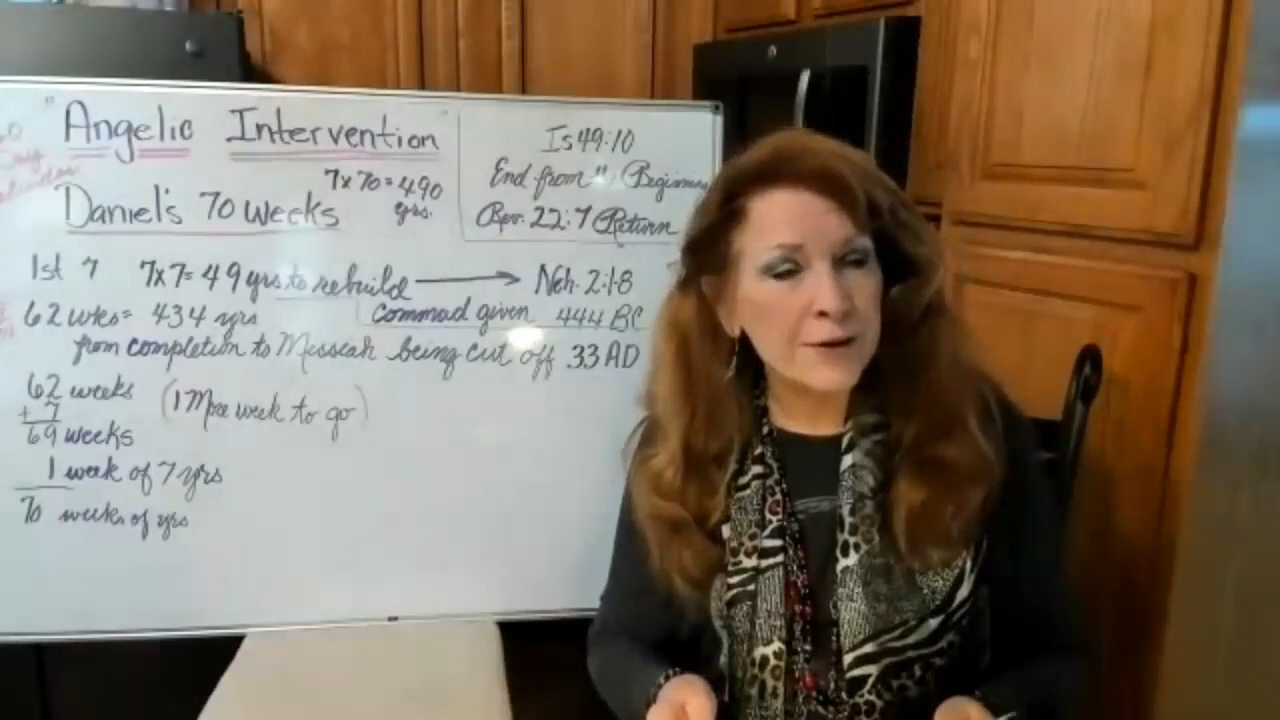 "Angelic Intervention"
7x70=490
yrs.
Daniel's 70 Weeks
Is 49:10
End from " Beginning
Rev. 22:7 Return
1st 7 7x7=49 yrs to rebuild → Neh. 2:1-8
62 wks= 434 yrs Commad given 444 BC
from completion to Messiah being cut off 33 AD
62 weeks (1 More week to go)
+ 7
69 weeks
1 week of 7 yrs
70 weeks of yrs